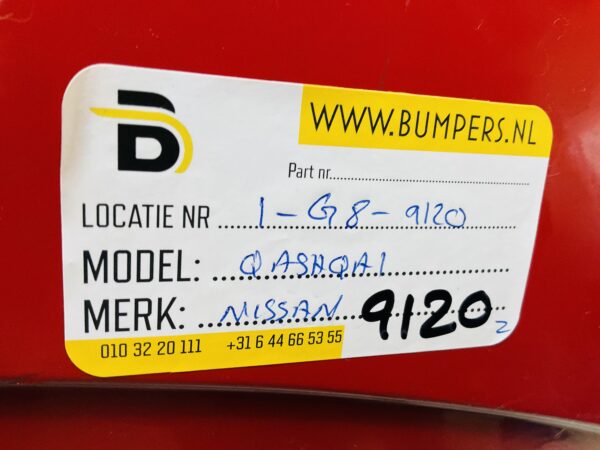 B
WWW.BUMPERS.NL
Part nr...............................................
LOCATIE NR ....1-G8-9120....
MODEL: ....QASHQAI....
MERK: ....NISSAN.... 9120 2
010 32 20 111 +31 6 44 66 53 55